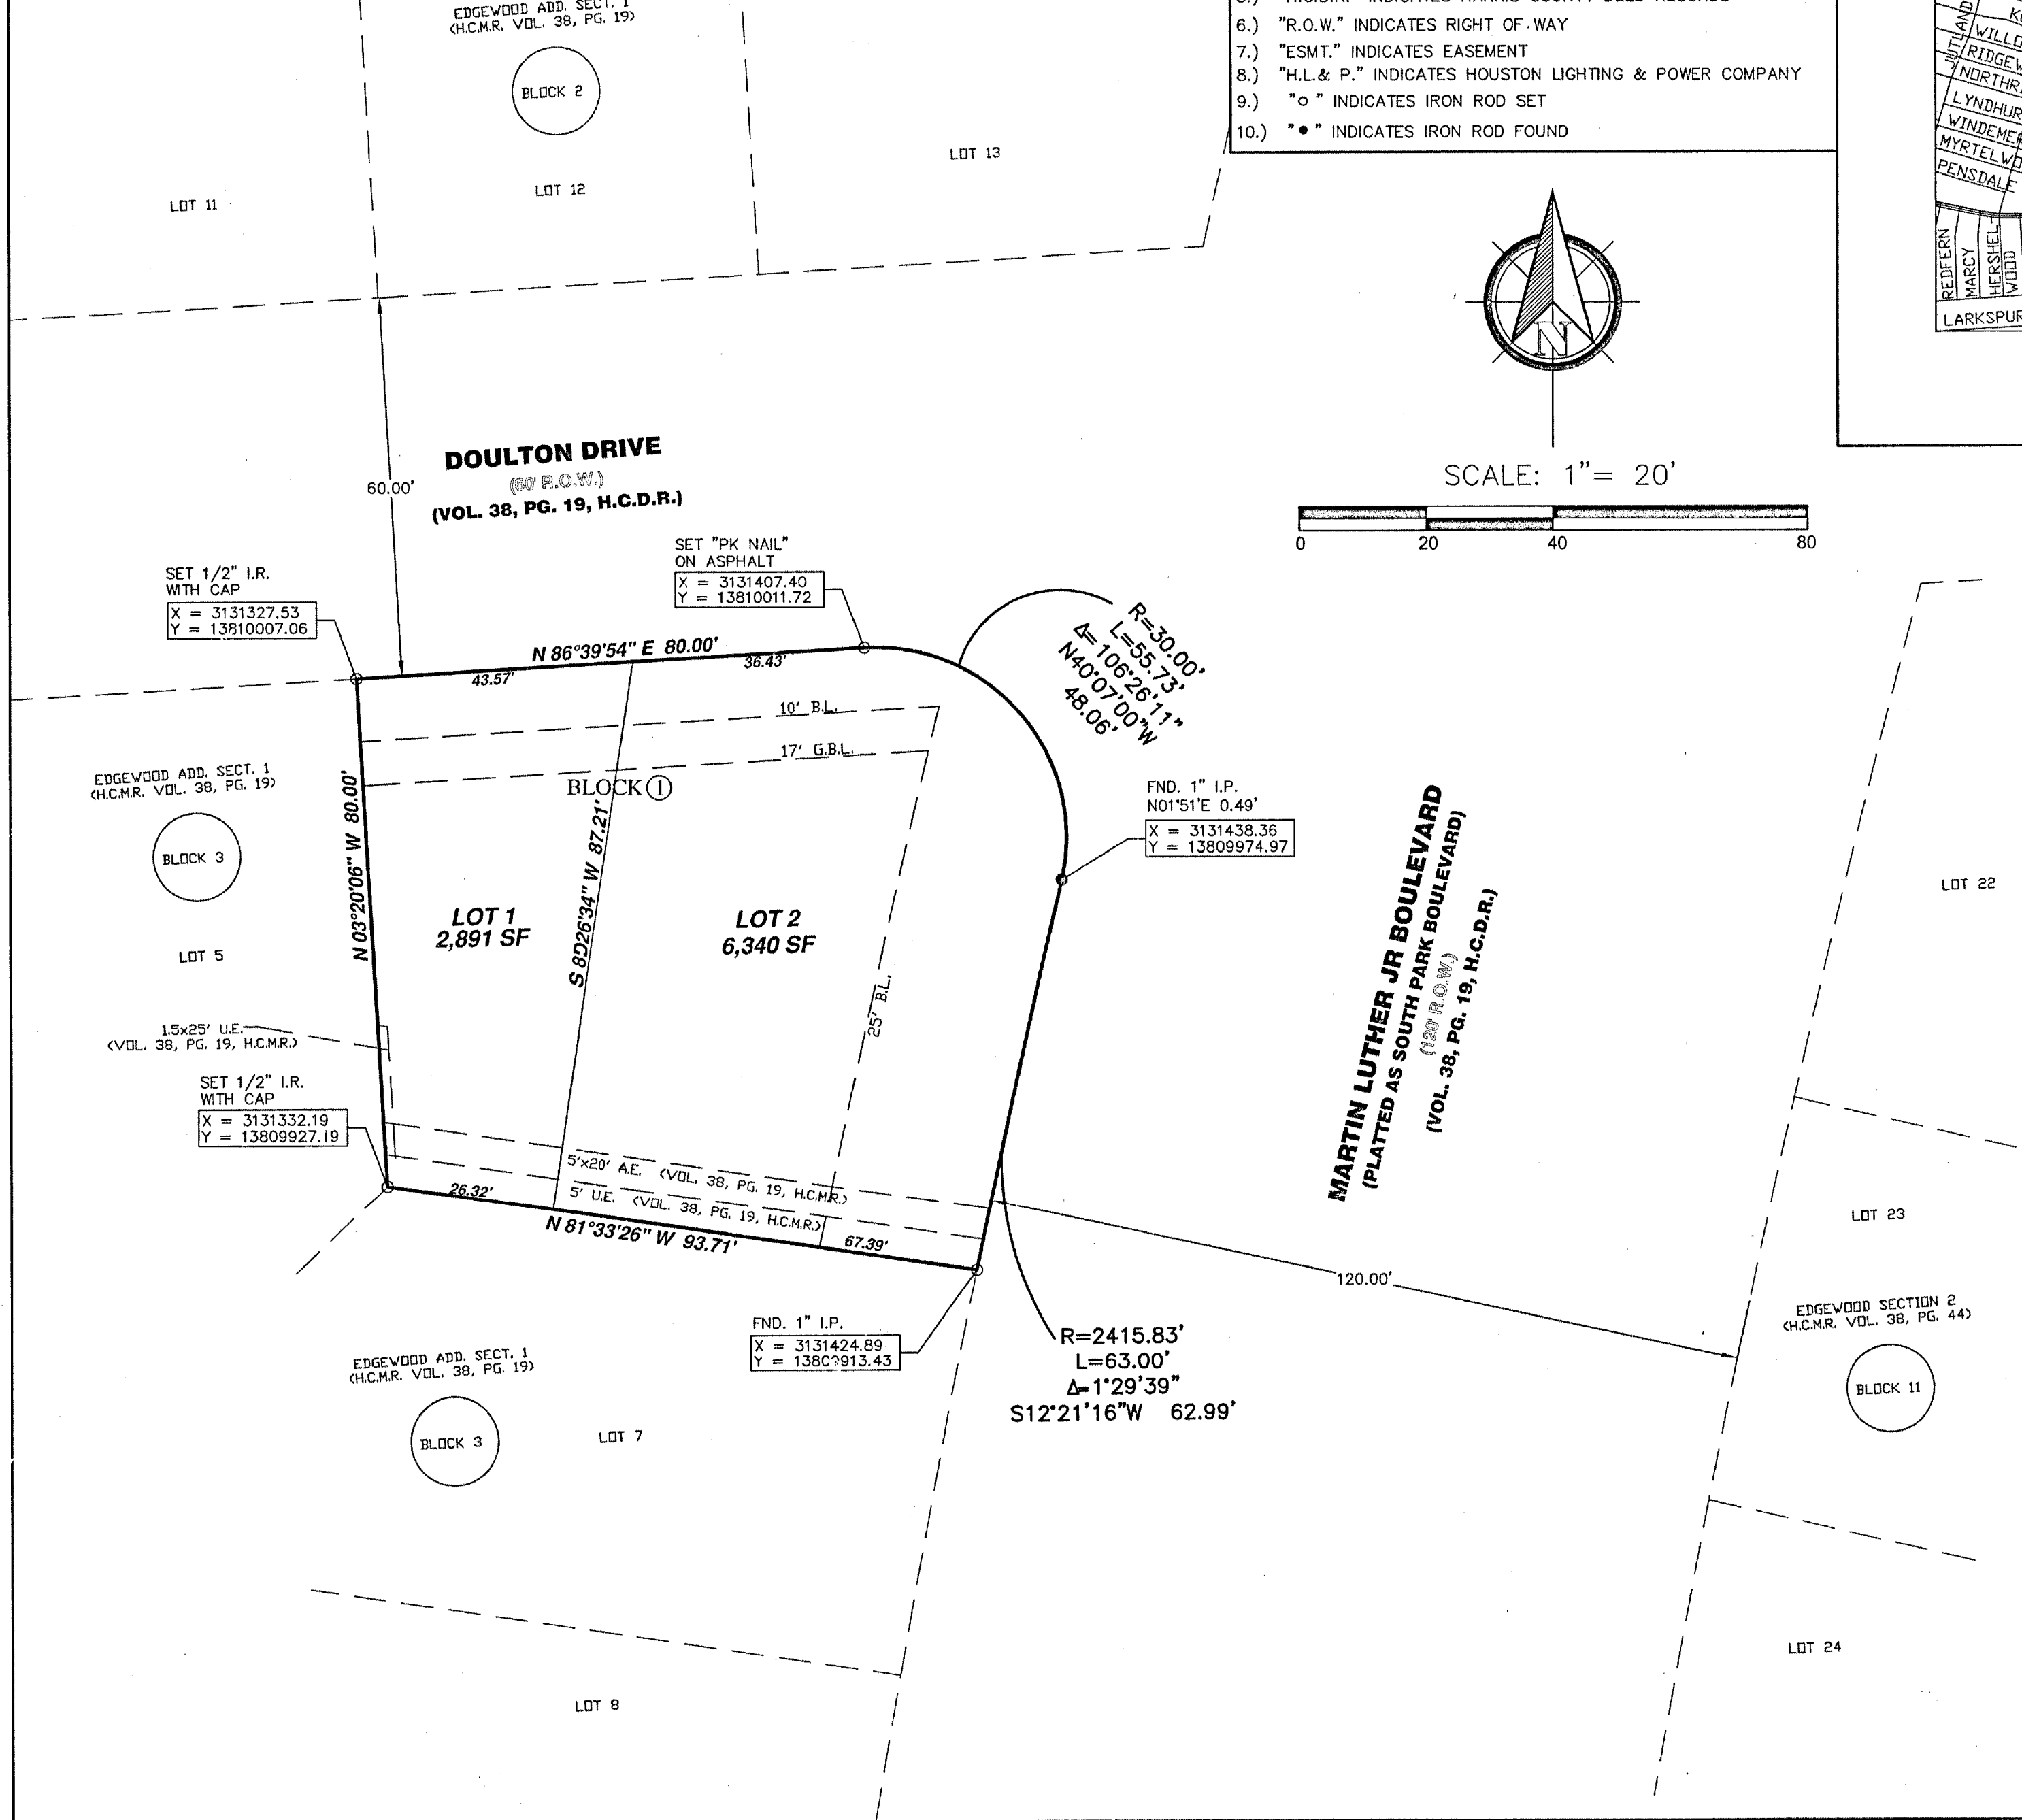 EDGEWOOD ADD. SECT. 1
(H.C.M.R. VOL. 38, PG. 19)
BLOCK 2
LOT 11
LOT 12
LOT 13
6.) "R.O.W." INDICATES RIGHT OF WAY
7.) "ESMT." INDICATES EASEMENT
8.) "H.L.& P." INDICATES HOUSTON LIGHTING & POWER COMPANY
9.) "○" INDICATES IRON ROD SET
10.) "●" INDICATES IRON ROD FOUND
PENSDALE
REDFERN
MARCY
HERSHEL-
WOOD
LARKSPUR
N
SCALE: 1"= 20'
0 20 40 80
DOULTON DRIVE
(60' R.O.W.)
(VOL. 38, PG. 19, H.C.D.R.)
60.00'
SET 1/2" I.R.
WITH CAP
X = 3131327.53
Y = 13810007.06
SET "PK NAIL"
ON ASPHALT
X = 3131407.40
Y = 13810011.72
N 86°39'54" E 80.00'
43.57'
36.43'
R=30.00'
L=55.73'
Δ= 106°26'11"
N40°07'00"W
48.06'
10' B.L.
17' G.B.L.
BLOCK 1
EDGEWOOD ADD. SECT. 1
(H.C.M.R. VOL. 38, PG. 19)
BLOCK 3
LOT 5
N 03°20'06" W 80.00'
LOT 1
2,891 SF
W 87.21'
LOT 2
6,340 SF
25' B.L.
FND. 1" I.P.
N01°51'E 0.49'
X = 3131438.36
Y = 13809974.97
MARTIN LUTHER JR BOULEVARD
(PLATTED AS SOUTH PARK BOULEVARD)
(120' R.O.W.)
(VOL. 38, PG. 19, H.C.D.R.)
LOT 22
1.5x25' U.E.
(VOL. 38, PG. 19, H.C.M.R.)
SET 1/2" I.R.
WITH CAP
X = 3131332.19
Y = 13809927.19
5'x20' A.E. (VOL. 38, PG. 19, H.C.M.R.)
5' U.E. (VOL. 38, PG. 19, H.C.M.R.)
26.32'
N 81°33'26" W 93.71'
67.39'
120.00'
LOT 23
FND. 1" I.P.
X = 3131424.89
R=2415.83'
L=63.00'
Δ=1°29'39"
S12°21'16"W 62.99'
EDGEWOOD SECTION 2
(H.C.M.R. VOL. 38, PG. 44)
BLOCK 11
EDGEWOOD ADD. SECT. 1
(H.C.M.R. VOL. 38, PG. 19)
BLOCK 3
LOT 7
LOT 24
LOT 8